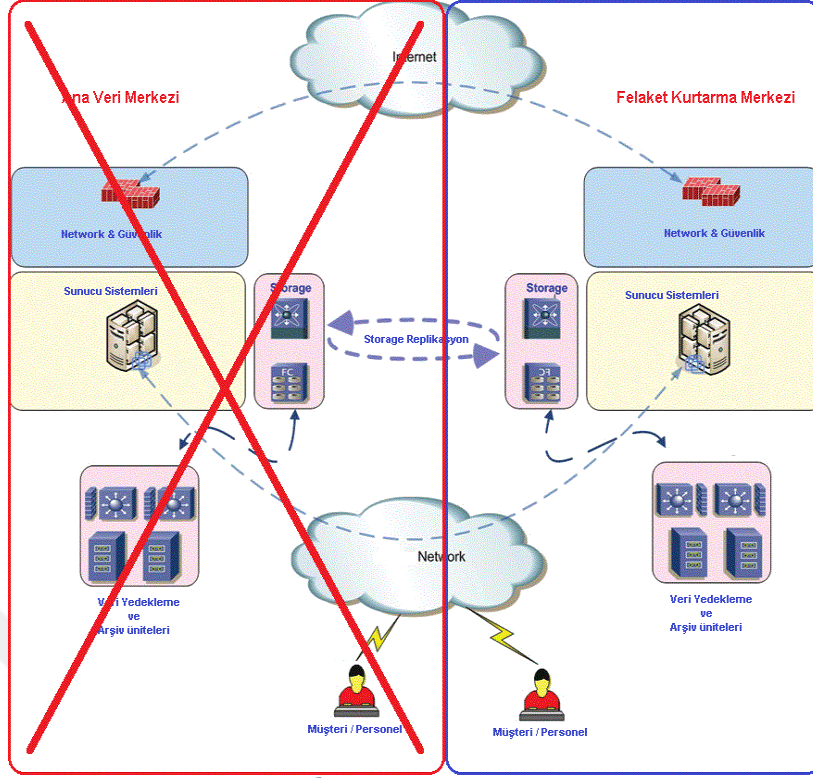 Internet
Ana Veri Merkezi
Felaket Kurtarma Merkezi
Network & Güvenlik
Network & Güvenlik
Sunucu Sistemleri
Storage
Storage
Sunucu Sistemleri
Storage Replikasyon
FC
Network
Veri Yedekleme
ve
Arşiv üniteleri
Veri Yedekleme
ve
Arşiv üniteleri
Müşteri / Personel
Müşteri / Personel